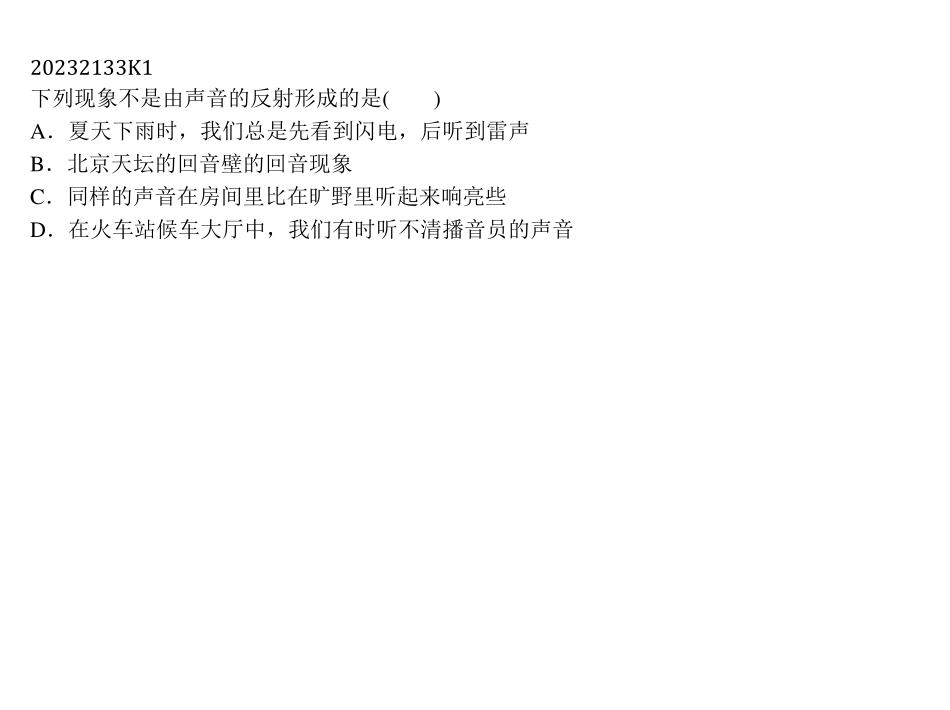 20232133K1
下列现象不是由声音的反射形成的是(　　)
A．夏天下雨时，我们总是先看到闪电，后听到雷声
B．北京天坛的回音壁的回音现象
C．同样的声音在房间里比在旷野里听起来响亮些
D．在火车站候车大厅中，我们有时听不清播音员的声音